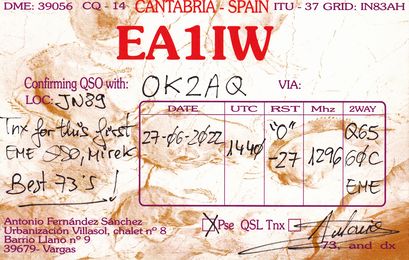 DME: 39056 CQ - 14 CANTABRIA - SPAIN ITU - 37 GRID: IN83AH
EA1IW
Confirming QSO with: OK2AQ VIA:
LOC: JN89
Tnx for this first
EME QSO, Mirek
Best 73's!
DATE UTC RST Mhz 2WAY
27-06-2022 1440 "O" -27 1296 Q65 60C EME
Antonio Fernández Sánchez
Urbanización Villasol, chalet nº 8
Barrio Llano nº 9
39679- Vargas
X Pse QSL Tnx
73, and dx